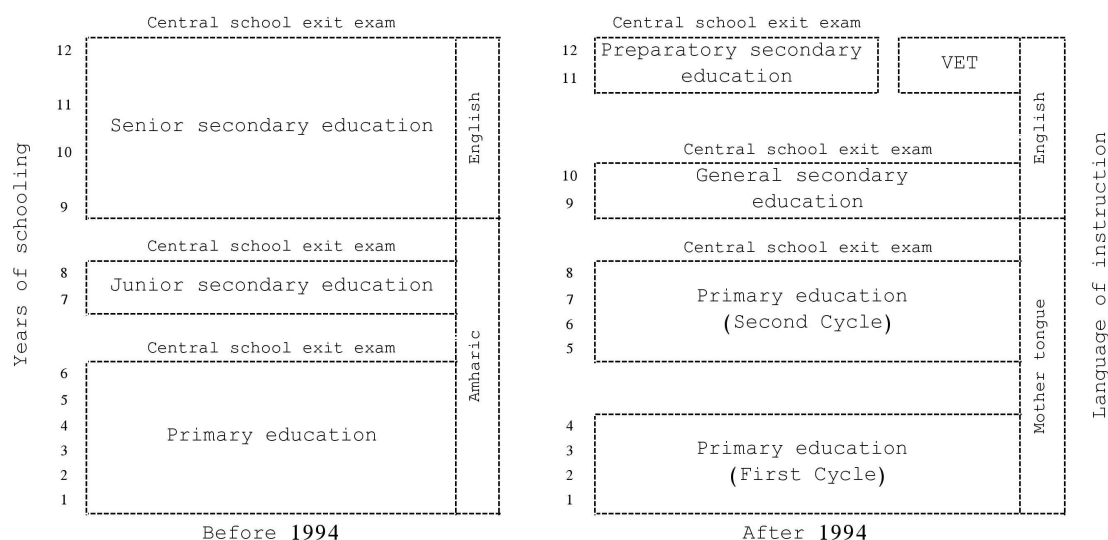 Years of schooling
Central school exit exam
12
11
10
9
Senior secondary education
English
Central school exit exam
8
7
Junior secondary education
Central school exit exam
6
5
4
3
2
1
Primary education
Amharic
Before 1994
Central school exit exam
12
11
Preparatory secondary
education
VET
Central school exit exam
10
9
General secondary
education
English
Central school exit exam
8
7
6
5
Primary education
(Second Cycle)
4
3
2
1
Primary education
(First Cycle)
Mother tongue
After 1994
Language of instruction